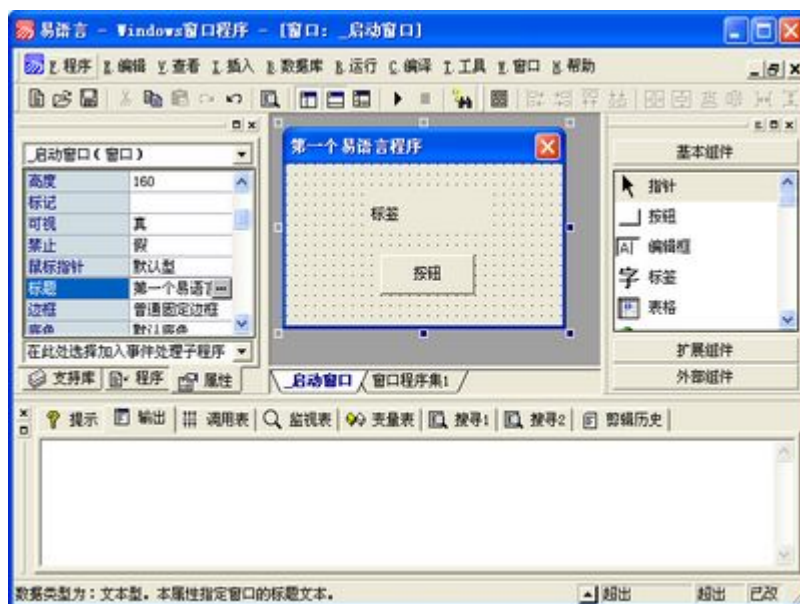 易语言 - Windows窗口程序 - [窗口: _启动窗口]
E.程序 E.编辑 V.查看 I.插入 B.数据库 R.运行 C.编译 T.工具 W.窗口 H.帮助
_启动窗口(窗口)
高度 160
标记
可视 真
禁止 假
鼠标指针 默认型
标题 第一个易语言
边框 普通固定边框
底色 默认底色
在此处选择加入事件处理子程序
支持库 程序 属性
第一个易语言程序
标签
按钮
_启动窗口 窗口程序集1
基本组件
指针
按钮
编辑框
标签
表格
扩展组件
外部组件
提示 输出 调用表 监视表 变量表 搜寻1 搜寻2 剪辑历史
数据类型为:文本型。本属性指定窗口的标题文本。
超出 超出 已改